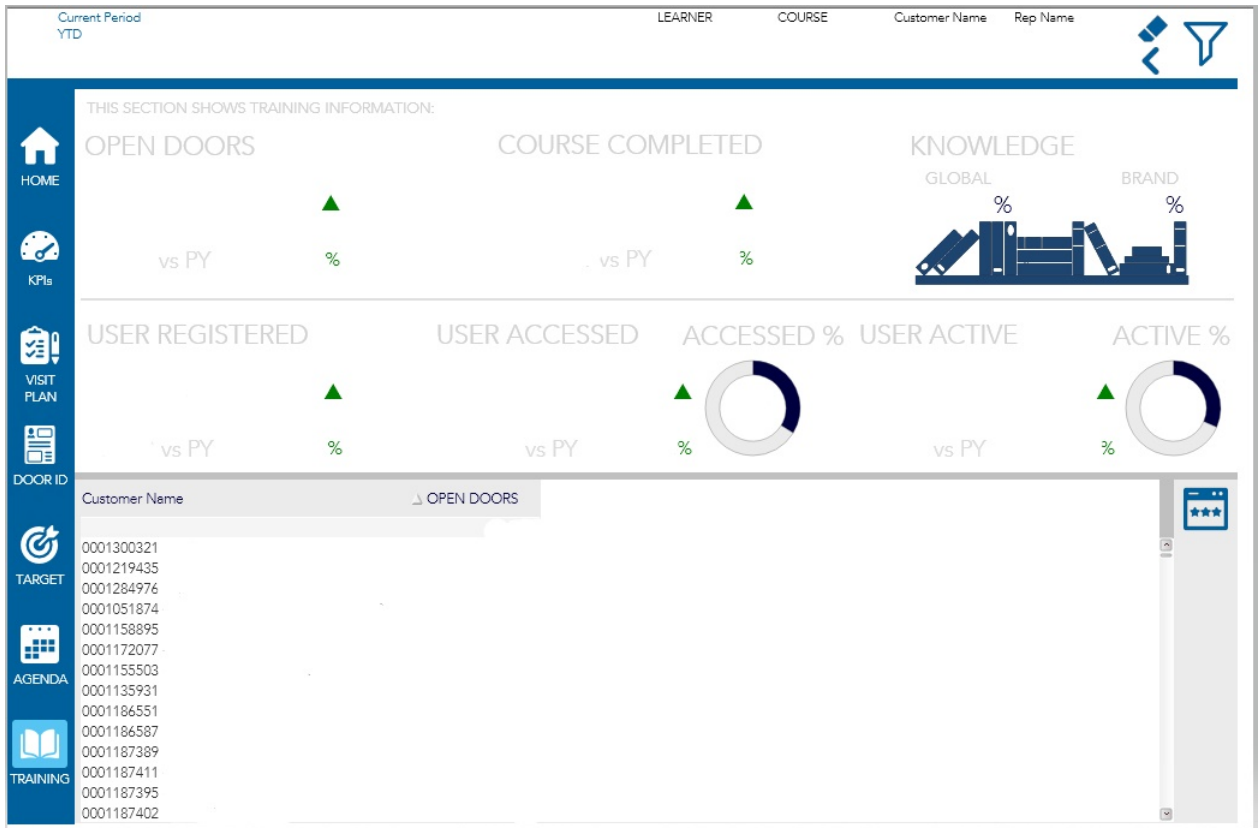 Current Period
YTD
LEARNER COURSE Customer Name Rep Name
THIS SECTION SHOWS TRAINING INFORMATION:
OPEN DOORS
COURSE COMPLETED
KNOWLEDGE
GLOBAL BRAND
% %
vs PY %
vs PY %
USER REGISTERED
USER ACCESSED
ACCESSED %
USER ACTIVE
ACTIVE %
vs PY %
vs PY %
vs PY %
HOME
KPIs
VISIT
PLAN
DOOR ID
TARGET
AGENDA
TRAINING
Customer Name OPEN DOORS
0001300321
0001219435
0001284976
0001051874
0001158895
0001172077
0001155503
0001135931
0001186551
0001186587
0001187389
0001187411
0001187395
0001187402